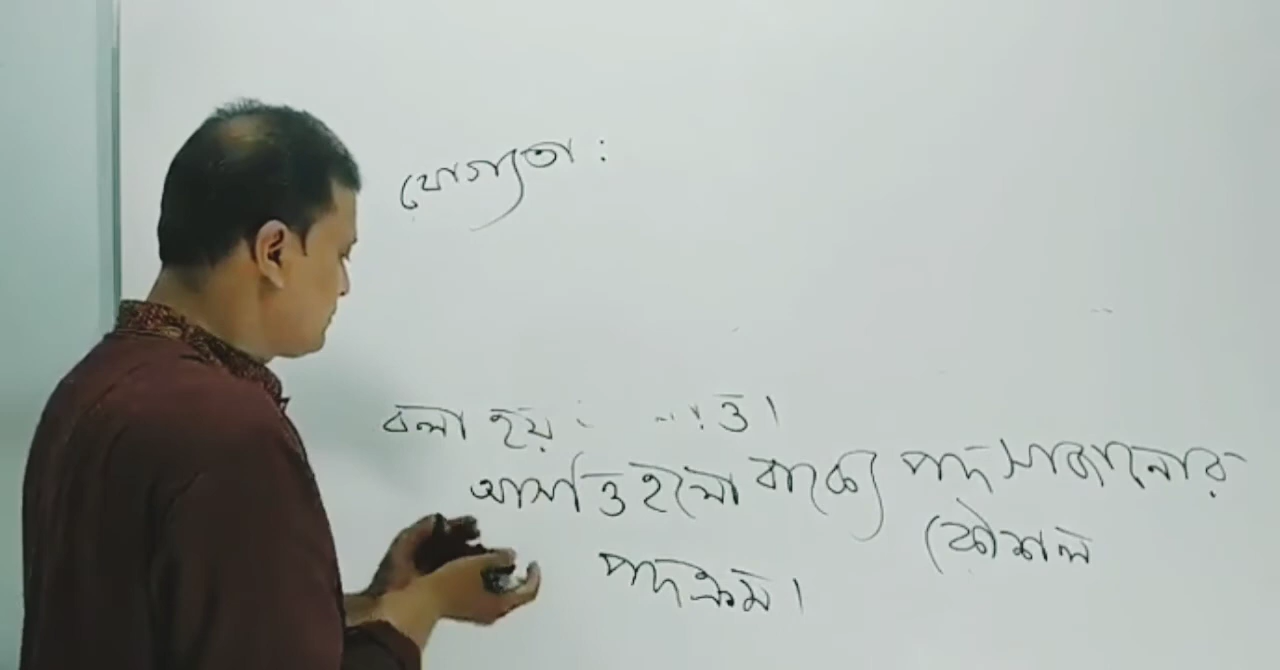 যোগ্যতা :
বলা হয়
আসত্তি হলো বাক্যে পদ সাজানোর
কৌশল
পদক্রম।